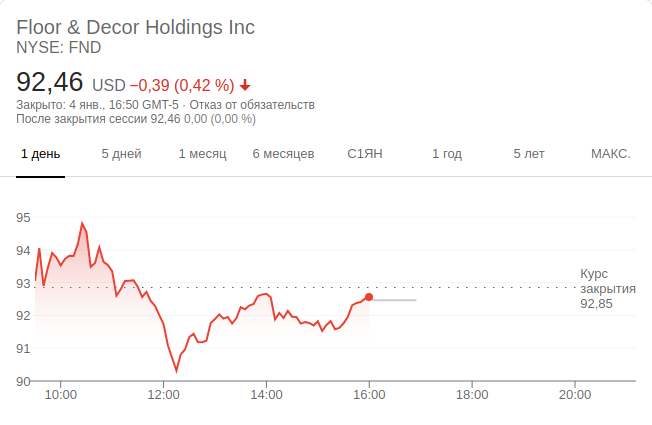 Floor & Decor Holdings Inc
NYSE: FND
92,46 USD −0,39 (0,42 %)
Закрыто: 4 янв., 16:50 GMT-5 · Отказ от обязательств
После закрытия сессии 92,46 0,00 (0,00 %)
1 день 5 дней 1 месяц 6 месяцев С1ЯН 1 год 5 лет МАКС.
95
94
93
92
91
90
Курс
закрытия
92,85
10:00 12:00 14:00 16:00 18:00 20:00